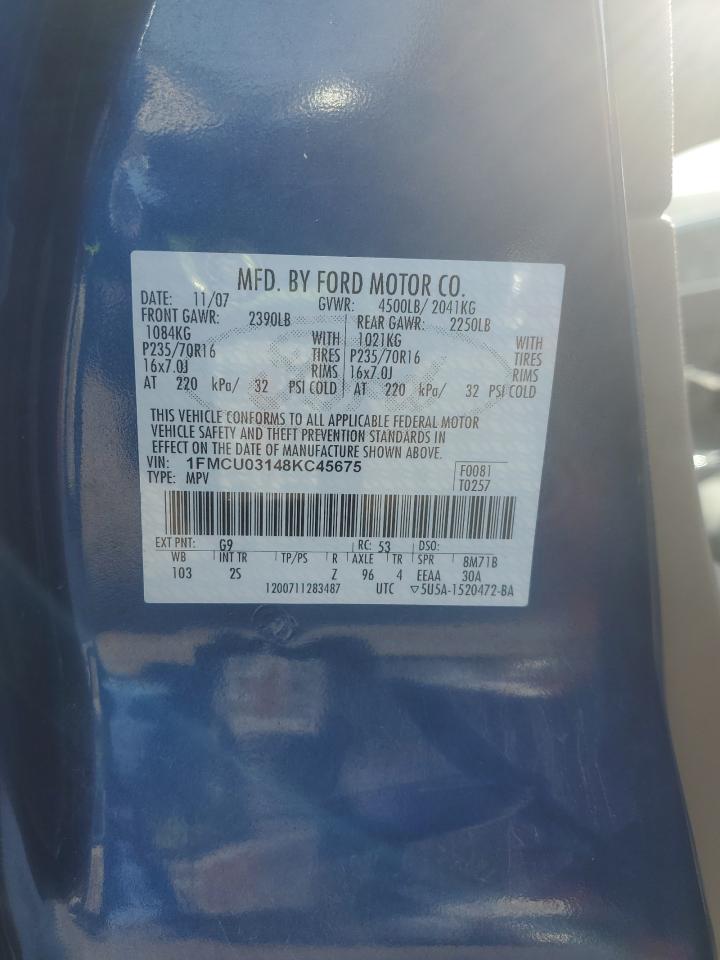 MFD. BY FORD MOTOR CO.
DATE: 11/07 GVWR: 4500LB/ 2041KG
FRONT GAWR: 2390LB REAR GAWR: 2250LB
1084KG WITH 1021KG WITH
P235/70R16 TIRES P235/70R16 TIRES
16x7.0J RIMS 16x7.0J RIMS
AT 220 kPa/ 32 PSI COLD AT 220 kPa/ 32 PSI COLD
THIS VEHICLE CONFORMS TO ALL APPLICABLE FEDERAL MOTOR
VEHICLE SAFETY AND THEFT PREVENTION STANDARDS IN
EFFECT ON THE DATE OF MANUFACTURE SHOWN ABOVE.
VIN: 1FMCU03148KC45675 F0081
TYPE: MPV T0257
EXT PNT: G9 RC: 53 DSO:
WB INT TR TP/PS R AXLE TR SPR 8M71B
103 2S Z 96 4 EEAA 30A
1200711283487 UTC ▽5U5A-1520472-BA